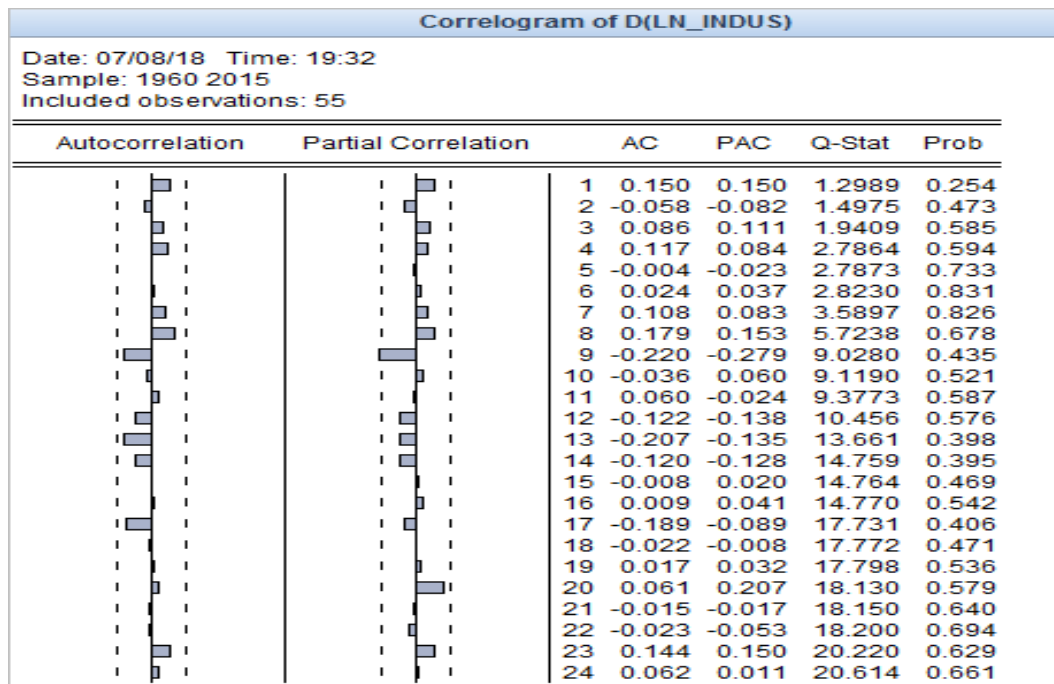 Correlogram of D(LN_INDUS)
Date: 07/08/18 Time: 19:32
Sample: 1960 2015
Included observations: 55
Autocorrelation Partial Correlation AC PAC Q-Stat Prob
1 0.150 0.150 1.2989 0.254
2 -0.058 -0.082 1.4975 0.473
3 0.086 0.111 1.9409 0.585
4 0.117 0.084 2.7864 0.594
5 -0.004 -0.023 2.7873 0.733
6 0.024 0.037 2.8230 0.831
7 0.108 0.083 3.5897 0.826
8 0.179 0.153 5.7238 0.678
9 -0.220 -0.279 9.0280 0.435
10 -0.036 0.060 9.1190 0.521
11 0.060 -0.024 9.3773 0.587
12 -0.122 -0.138 10.456 0.576
13 -0.207 -0.135 13.661 0.398
14 -0.120 -0.128 14.759 0.395
15 -0.008 0.020 14.764 0.469
16 0.009 0.041 14.770 0.542
17 -0.189 -0.089 17.731 0.406
18 -0.022 -0.008 17.772 0.471
19 0.017 0.032 17.798 0.536
20 0.061 0.207 18.130 0.579
21 -0.015 -0.017 18.150 0.640
22 -0.023 -0.053 18.200 0.694
23 0.144 0.150 20.220 0.629
24 0.062 0.011 20.614 0.661